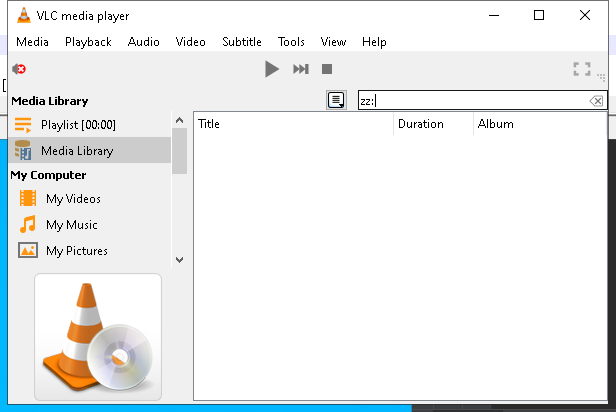 VLC media player
Media Playback Audio Video Subtitle Tools View Help
Media Library
zz:
Playlist [00:00]
Title Duration Album
Media Library
My Computer
My Videos
My Music
My Pictures